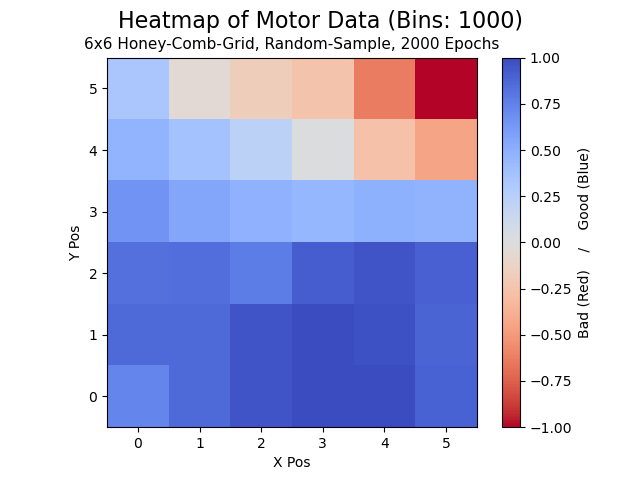 Heatmap of Motor Data (Bins: 1000)
6x6 Honey-Comb-Grid, Random-Sample, 2000 Epochs
5
4
3
2
1
0
Y Pos
0 1 2 3 4 5
X Pos
1.00
0.75
0.50
0.25
0.00
−0.25
−0.50
−0.75
−1.00
Bad (Red) / Good (Blue)